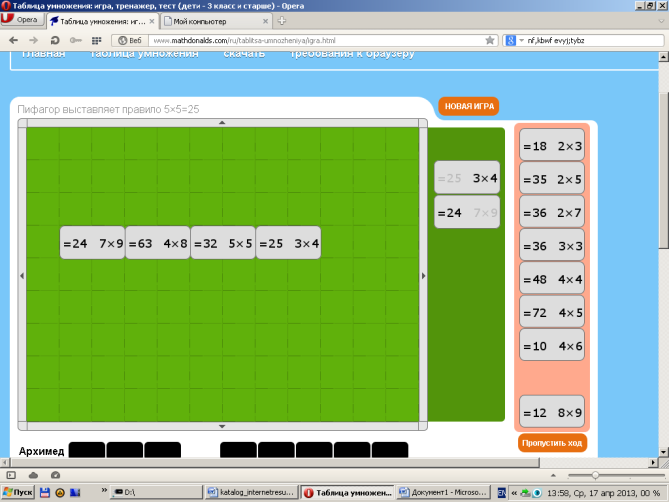 Таблица умножения: игра, тренажер, тест (дети - 3 класс и старше) - Opera
Opera
Таблица умножения: иг...
Мой компьютер
Веб
www.mathdonalds.com/ru/tablitsa-umnozheniya/igra.html
nf,kbwf evyj;tybz
Главная
Таблица умножения
скачать
Требования к браузеру
Пифагор выставляет правило 5×5=25
НОВАЯ ИГРА
=25 3×4
=24 7×9
=24 7×9
=63 4×8
=32 5×5
=25 3×4
=18 2×3
=35 2×5
=36 2×7
=36 3×3
=48 4×4
=72 4×5
=10 4×6
=12 8×9
Пропустить ход
Архимед
Пуск
»
D:\
katalog_internetresu...
Таблица умножен...
Документ1 - Microso...
EN
«
13:58, Ср, 17 апр 2013, 00 %